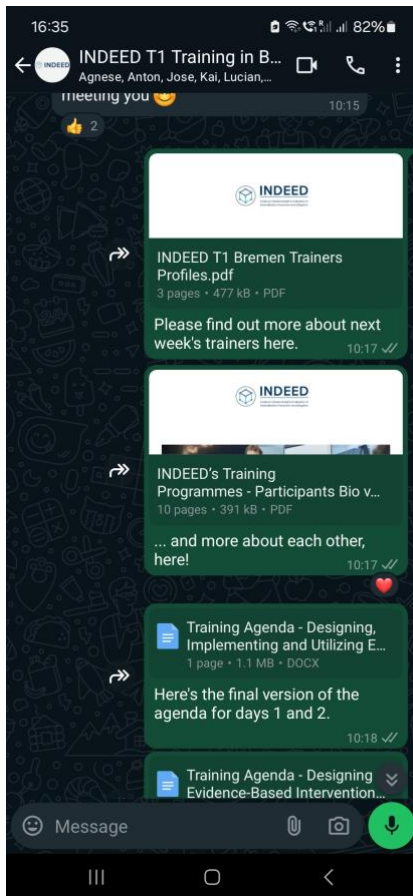 16:35
82%
INDEED T1 Training in B...
Agnese, Anton, Jose, Kai, Lucian,...
meeting you
10:15
2
INDEED
INDEED T1 Bremen Trainers
Profiles.pdf
3 pages • 477 kB • PDF
Please find out more about next
week's trainers here.
10:17
INDEED
INDEED’s Training
Programmes - Participants Bio v...
10 pages • 391 kB • PDF
... and more about each other,
here!
10:17
Training Agenda - Designing,
Implementing and Utilizing E...
1 page • 1.1 MB • DOCX
Here's the final version of the
agenda for days 1 and 2.
10:18
Training Agenda - Designing
Evidence-Based Intervention...
Message